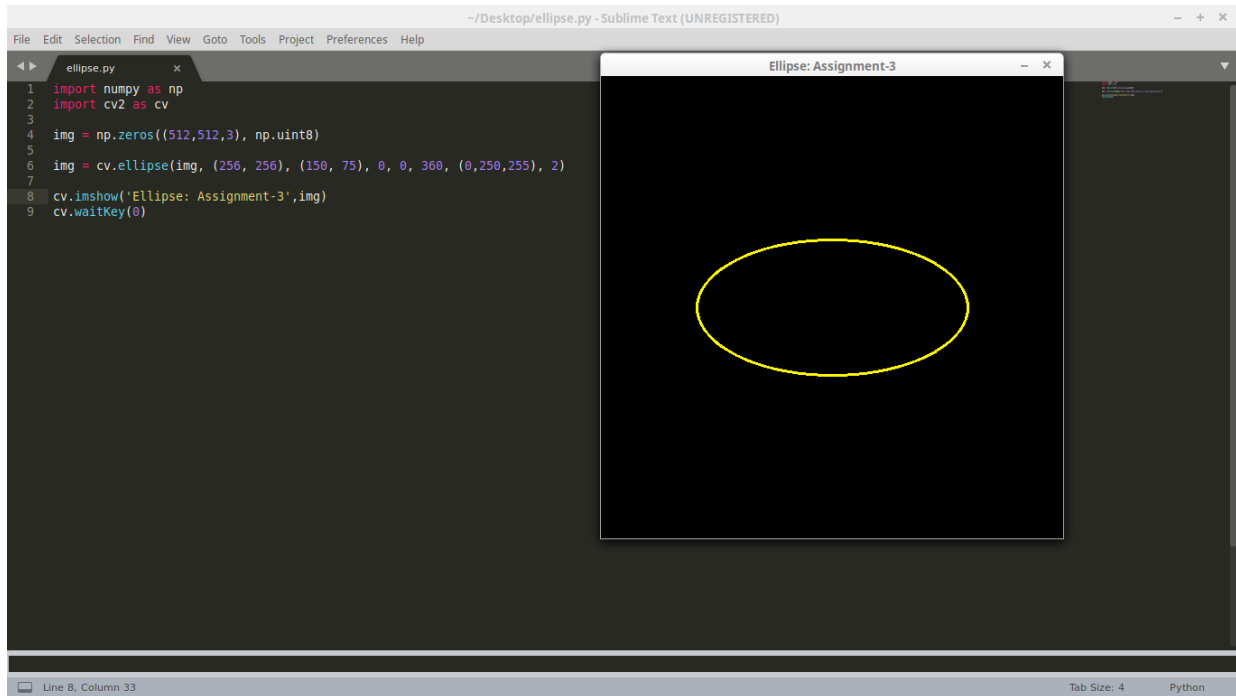 ~/Desktop/ellipse.py - Sublime Text (UNREGISTERED)
File Edit Selection Find View Goto Tools Project Preferences Help
ellipse.py
1 import numpy as np
2 import cv2 as cv
3
4 img = np.zeros((512,512,3), np.uint8)
5
6 img = cv.ellipse(img, (256, 256), (150, 75), 0, 0, 360, (0,250,255), 2)
7
8 cv.imshow('Ellipse: Assignment-3',img)
9 cv.waitKey(0)
Ellipse: Assignment-3
Line 8, Column 33
Tab Size: 4
Python